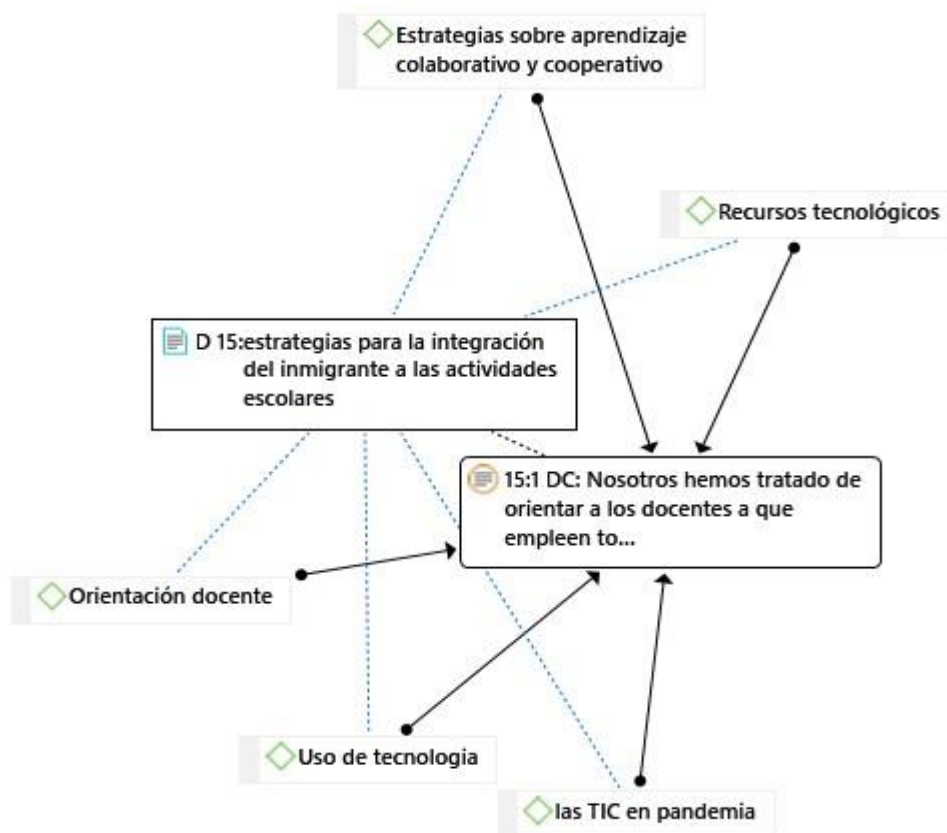 Estrategias sobre aprendizaje
colaborativo y cooperativo
Recursos tecnológicos
D 15:estrategias para la integración
del inmigrante a las actividades
escolares
15:1 DC: Nosotros hemos tratado de
orientar a los docentes a que
empleen to...
Orientación docente
Uso de tecnologia
las TIC en pandemia